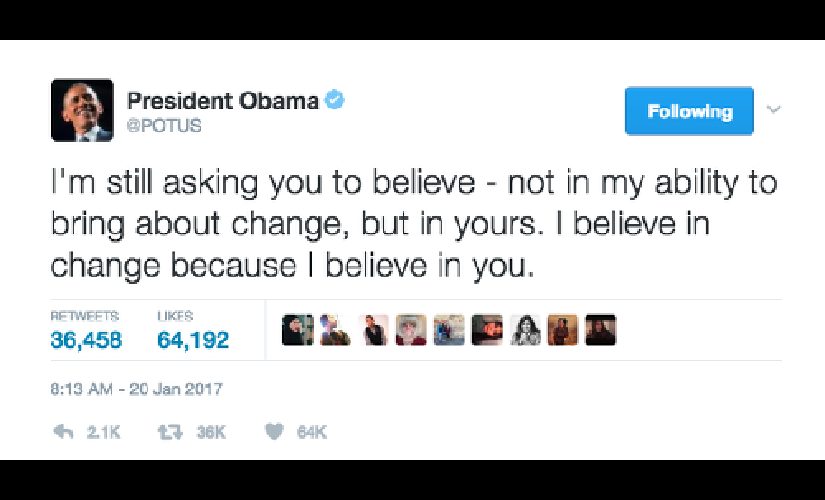 President Obama
@POTUS
Following
I'm still asking you to believe - not in my ability to
bring about change, but in yours. I believe in
change because I believe in you.
RETWEETS LIKES
36,458 64,192
8:13 AM - 20 Jan 2017
2.1K 36K 64K